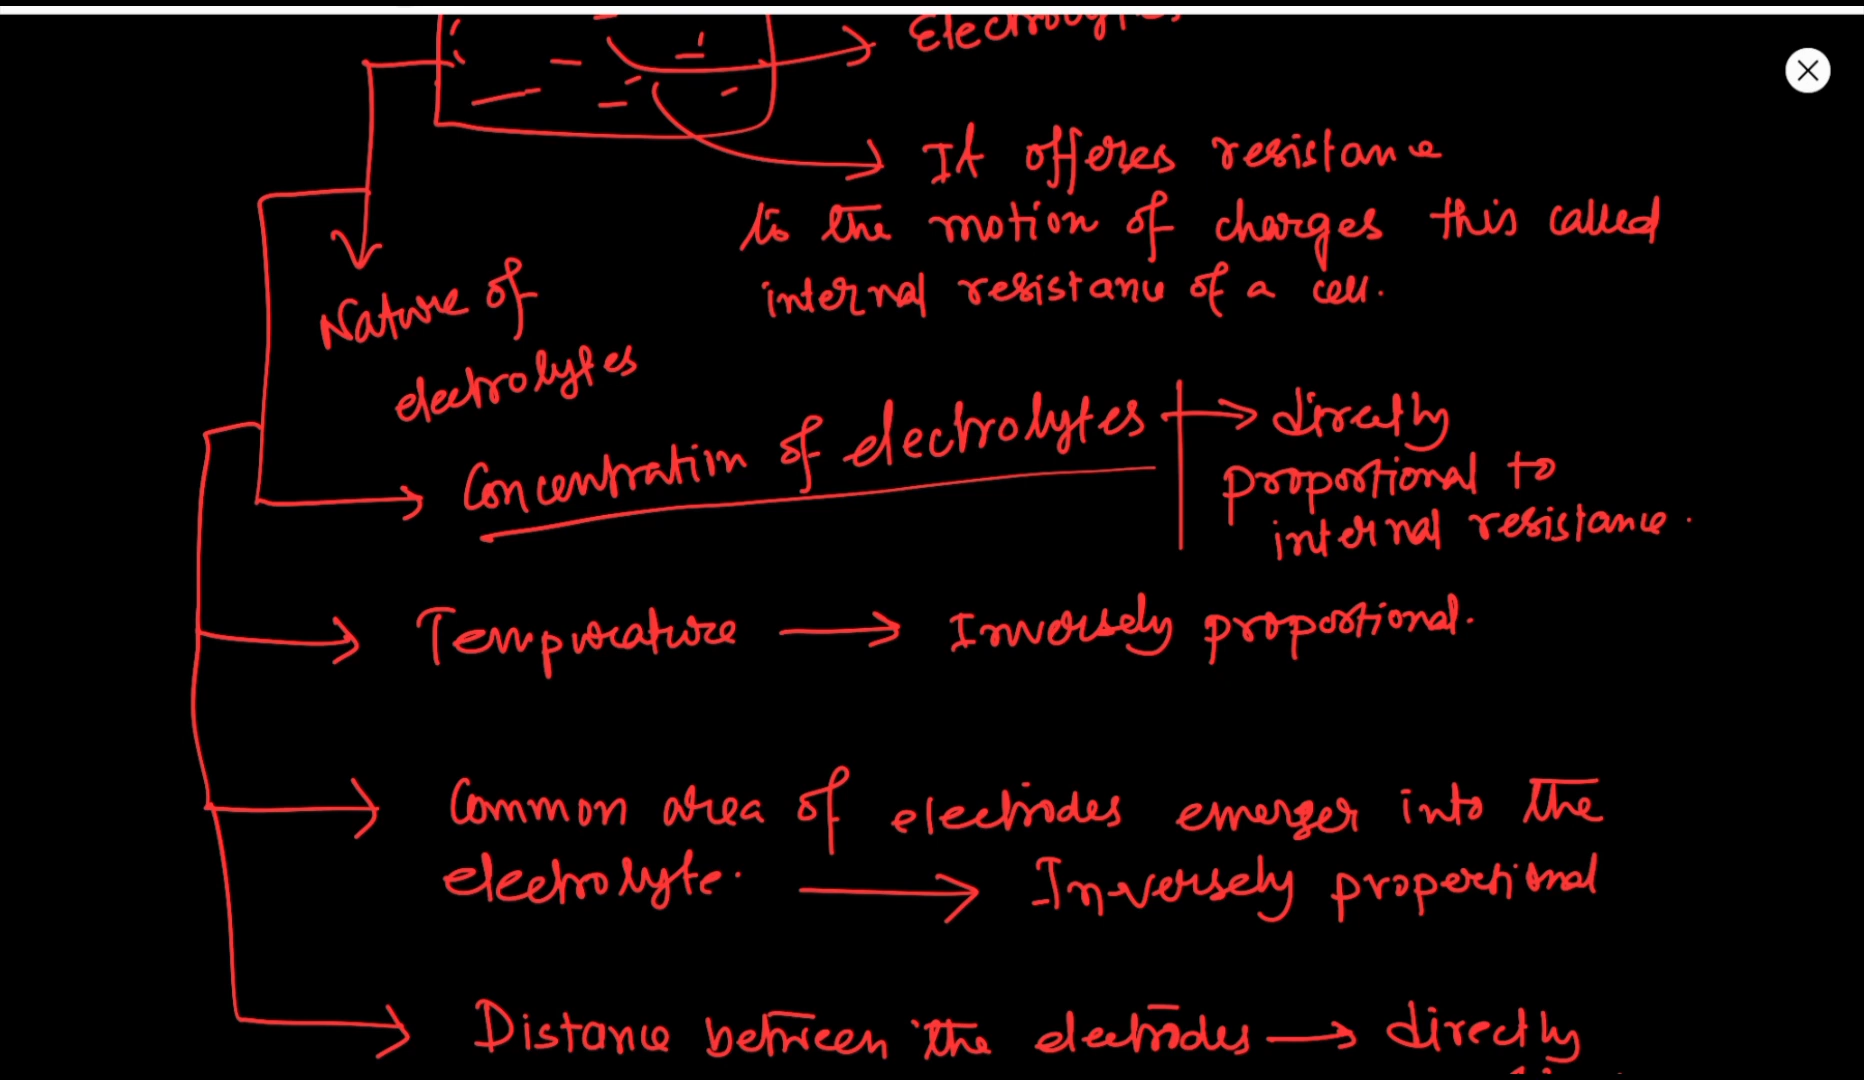 It offeres resistance
to the motion of charges this called
internal resistance of a cell.
Nature of
electrolytes
Concentration of electrolytes
directly
proportional to
internal resistance.
Temperature → Inversely proportional.
Common area of electrodes emerger into the
electrolyte. → Inversely proportional
Distance between the electrodes → directly